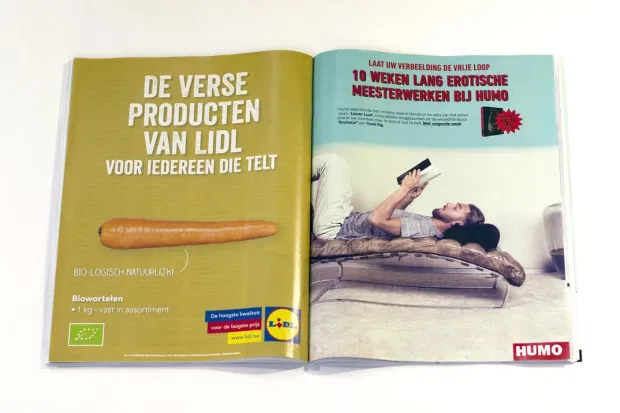 DE VERSE
PRODUCTEN
VAN LIDL
VOOR IEDEREEN DIE TELT
BIO-LOGISCH NATUURLIJK!
Biowortelen
• 1 kg - vast in assortiment
De hoogste kwaliteit
voor de laagste prijs
www.lidl.be
LIDL
LAAT UW VERBEELDING DE VRIJE LOOP
10 WEKEN LANG EROTISCHE
MEESTERWERKEN BIJ HUMO
HUMO